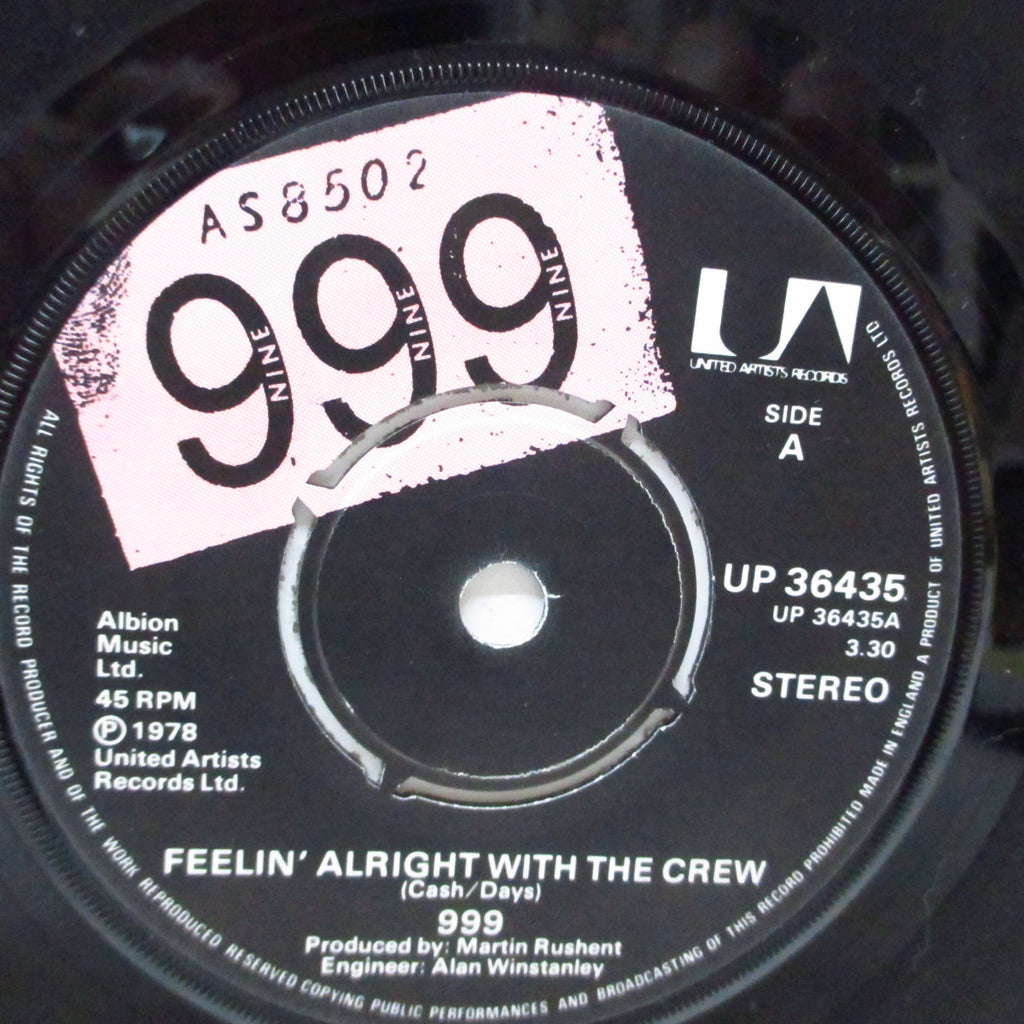 AS8502
999
NINE NINE NINE
UA
UNITED ARTISTS RECORDS
SIDE
A
UP 36435
UP 36435A
3.30
STEREO
Albion
Music
Ltd.
45 RPM
Ⓟ 1978
United Artists
Records Ltd.
FEELIN' ALRIGHT WITH THE CREW
(Cash/Days)
999
Produced by: Martin Rushent
Engineer: Alan Winstanley
ALL RIGHTS OF THE RECORD PRODUCER AND OF THE WORK REPRODUCED RESERVED COPYING PUBLIC PERFORMANCES AND BROADCASTING OF THIS RECORD PROHIBITED MADE IN ENGLAND A PRODUCT OF UNITED ARTISTS RECORDS LTD